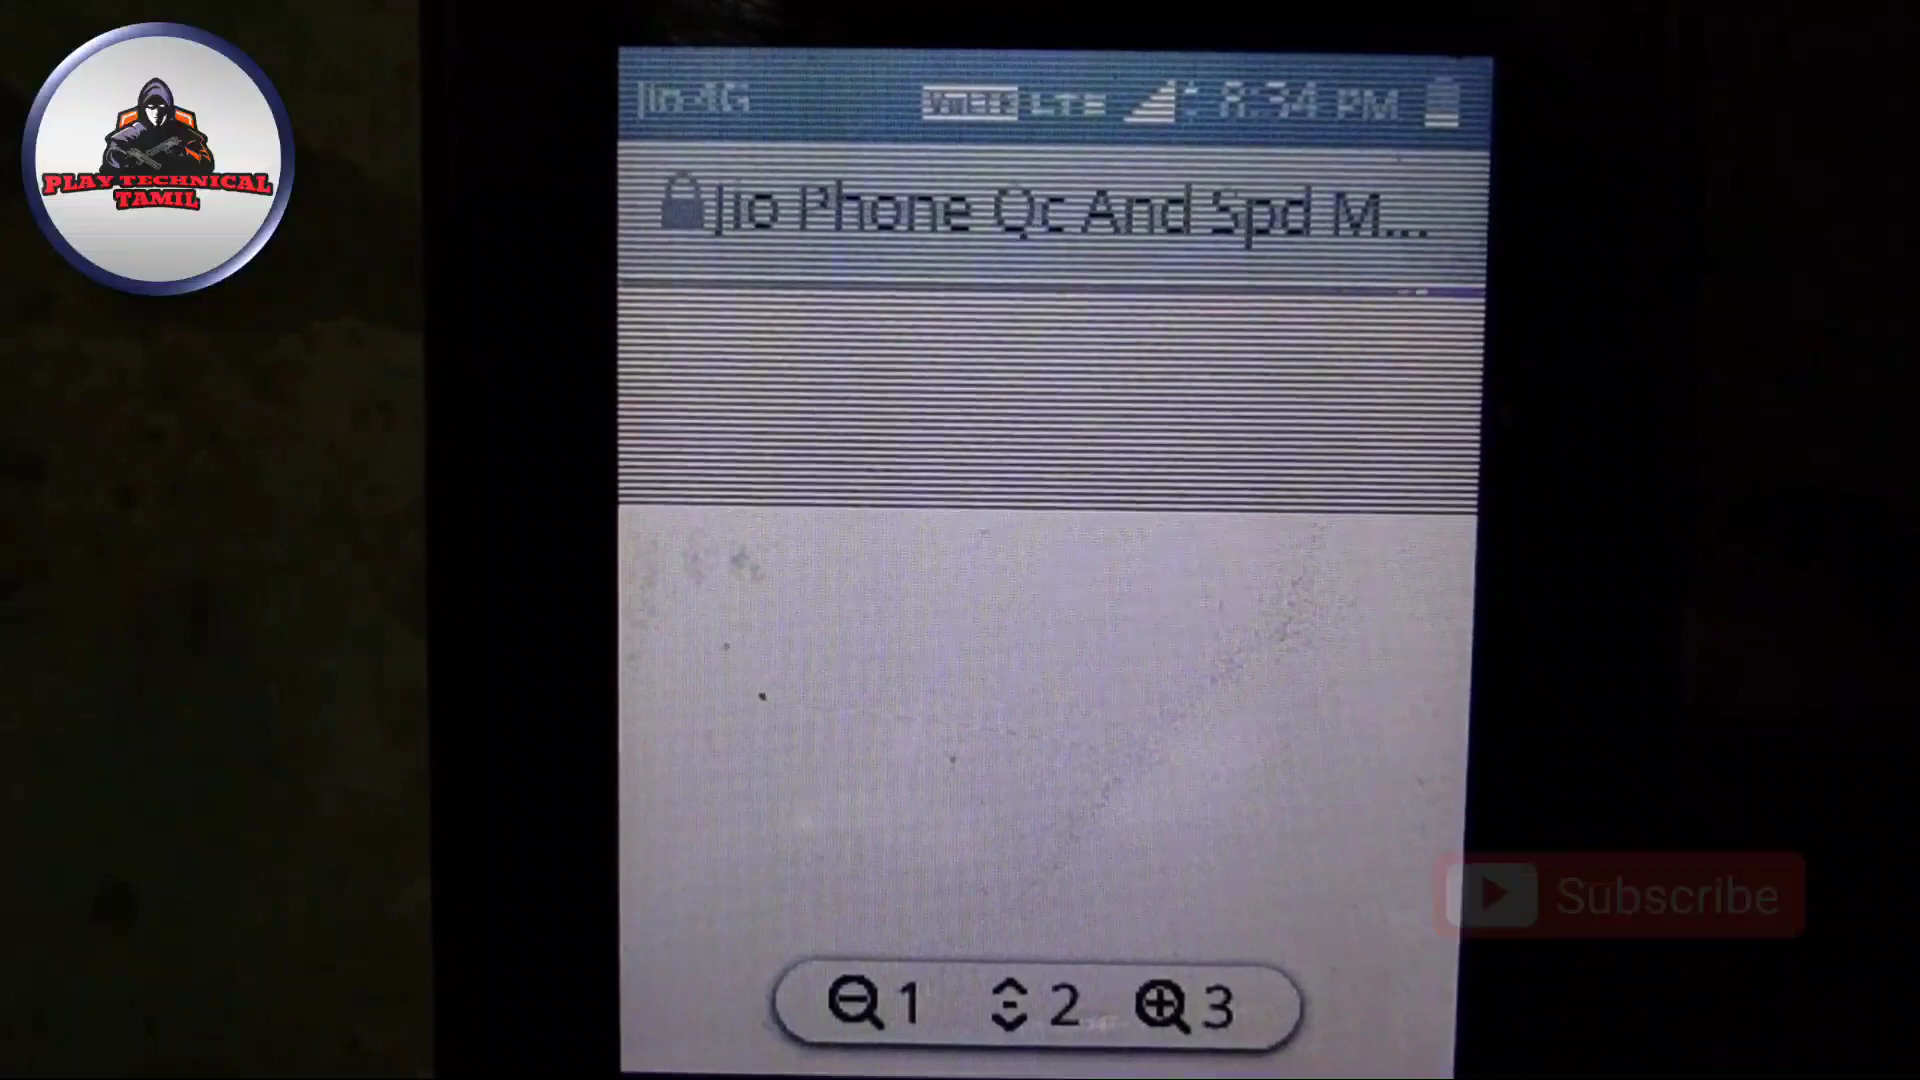 PLAY TECHNICAL
TAMIL
Jio 4G VoLTE LTE 8:34 PM
Jio Phone Qc And Spd M...
1 2 3
Subscribe